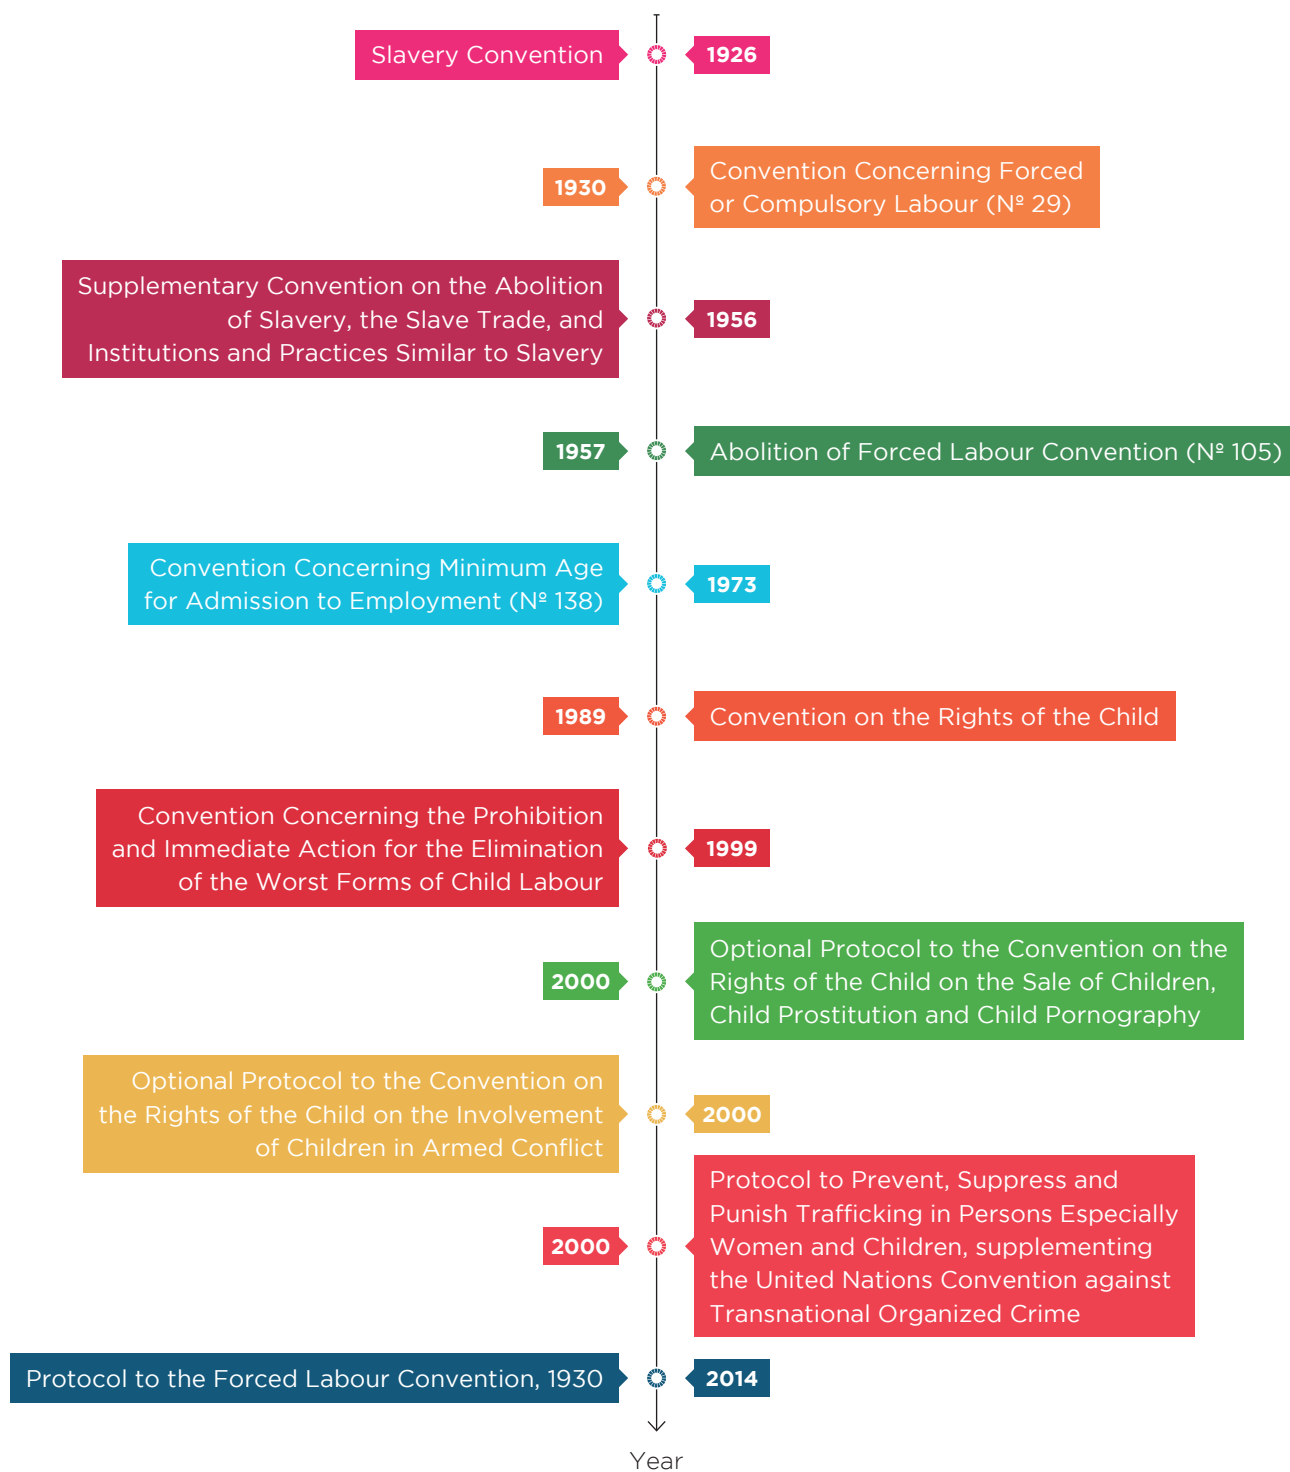 Slavery Convention
1926
1930
Convention Concerning Forced
or Compulsory Labour (Nº 29)
Supplementary Convention on the Abolition
of Slavery, the Slave Trade, and
Institutions and Practices Similar to Slavery
1956
1957
Abolition of Forced Labour Convention (Nº 105)
Convention Concerning Minimum Age
for Admission to Employment (Nº 138)
1973
1989
Convention on the Rights of the Child
Convention Concerning the Prohibition
and Immediate Action for the Elimination
of the Worst Forms of Child Labour
1999
2000
Optional Protocol to the Convention on the
Rights of the Child on the Sale of Children,
Child Prostitution and Child Pornography
Optional Protocol to the Convention on
the Rights of the Child on the Involvement
of Children in Armed Conflict
2000
2000
Protocol to Prevent, Suppress and
Punish Trafficking in Persons Especially
Women and Children, supplementing
the United Nations Convention against
Transnational Organized Crime
Protocol to the Forced Labour Convention, 1930
2014
Year